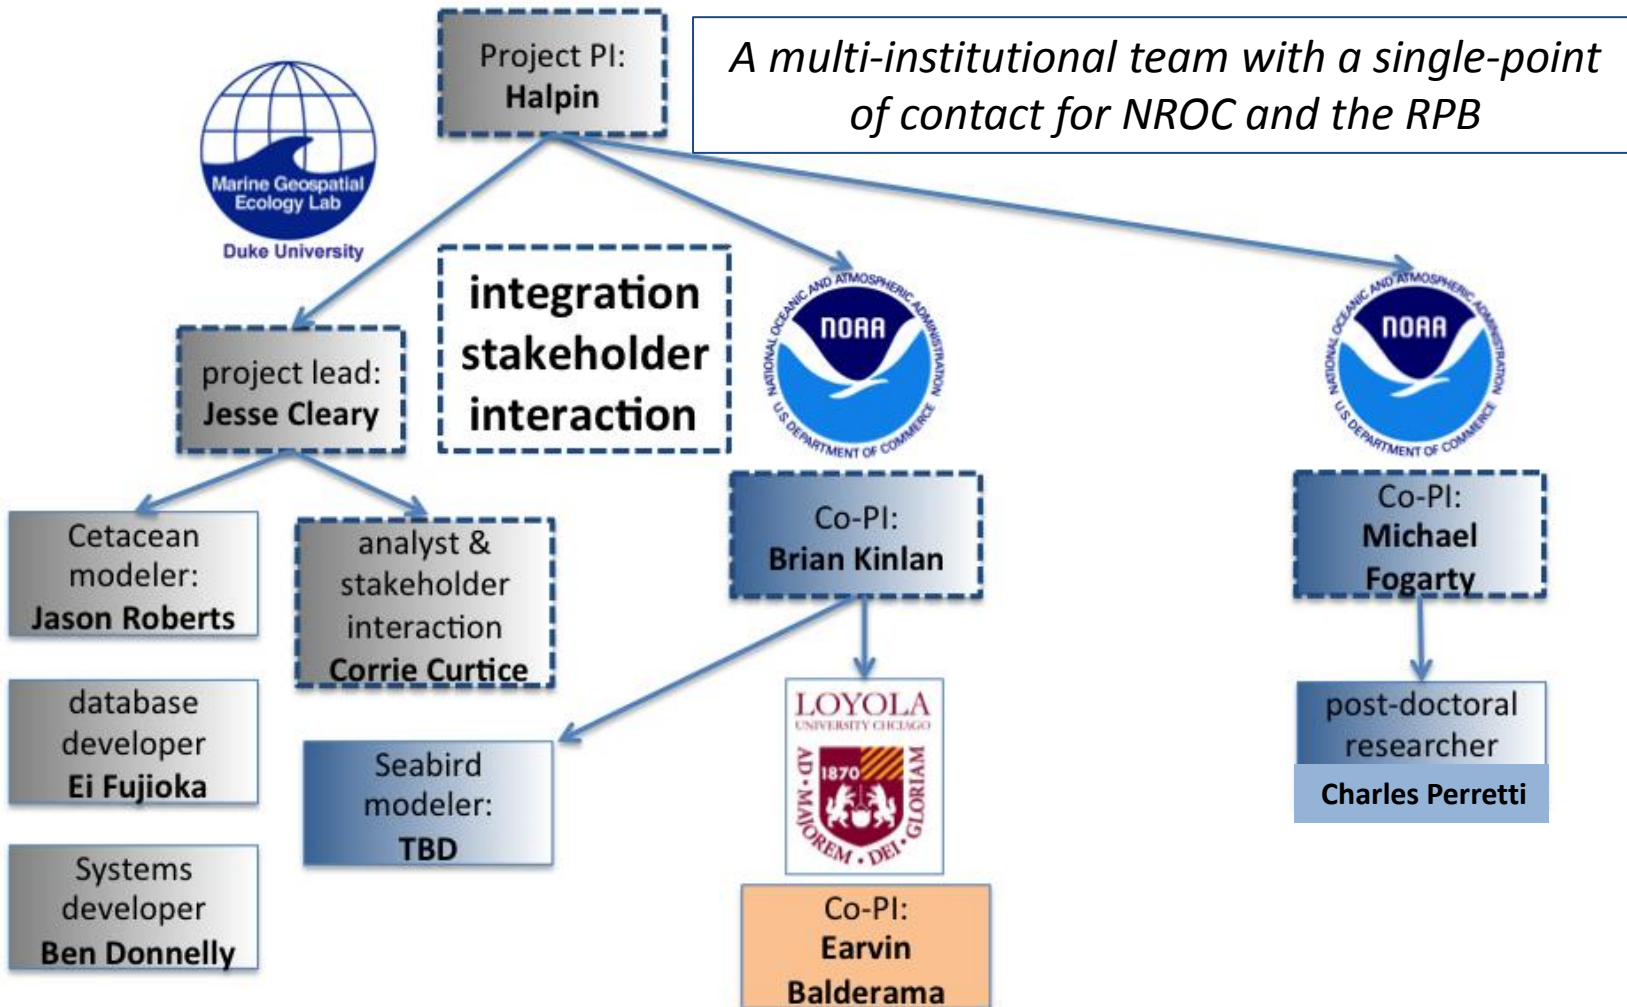 Project PI:
Halpin
A multi-institutional team with a single-point
of contact for NROC and the RPB
Marine Geospatial
Ecology Lab
Duke University
integration
stakeholder
interaction
NATIONAL OCEANIC AND ATMOSPHERIC ADMINISTRATION
NOAA
U.S. DEPARTMENT OF COMMERCE
NATIONAL OCEANIC AND ATMOSPHERIC ADMINISTRATION
NOAA
U.S. DEPARTMENT OF COMMERCE
project lead:
Jesse Cleary
Cetacean
modeler:
Jason Roberts
analyst &
stakeholder
interaction
Corrie Curtice
Co-PI:
Brian Kinlan
Co-PI:
Michael
Fogarty
database
developer
Ei Fujioka
Seabird
modeler:
TBD
LOYOLA
UNIVERSITY CHCIAGO
1870
AD • MAJOREM • DEI • GLORIAM
post-doctoral
researcher
Charles Perretti
Systems
developer
Ben Donnelly
Co-PI:
Earvin
Balderama